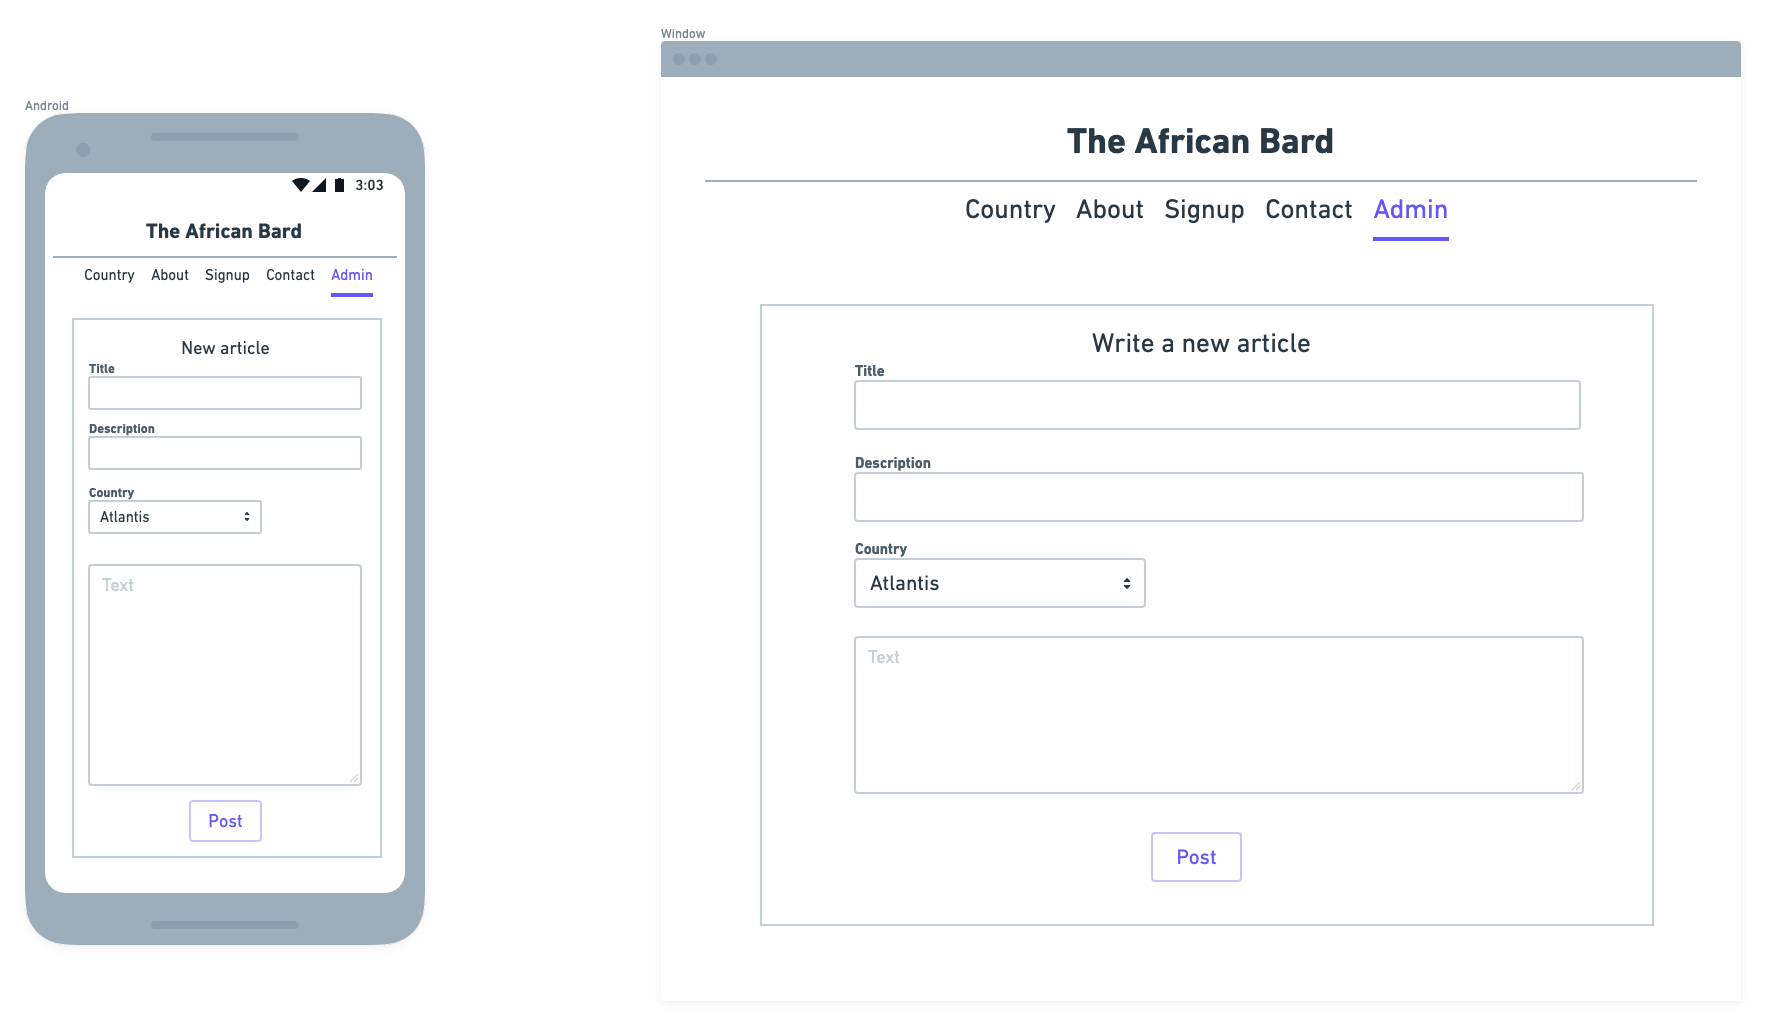 Android
3:03
The African Bard
Country About Signup Contact Admin
New article
Title
Description
Country
Atlantis
Text
Post
Window
The African Bard
Country About Signup Contact Admin
Write a new article
Title
Description
Country
Atlantis
Text
Post